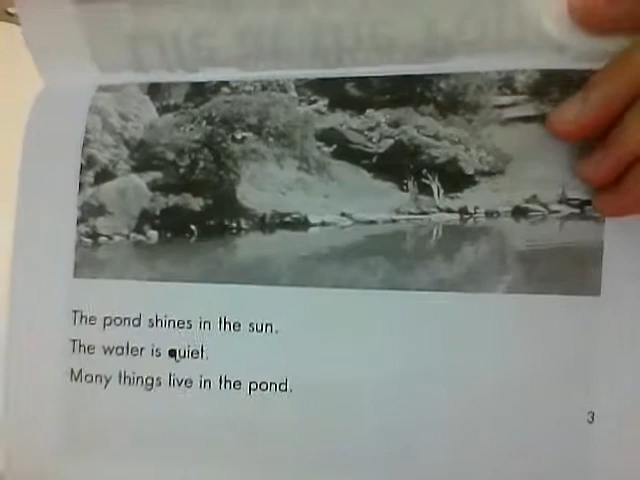 The pond shines in the sun.
The water is quiet.
Many things live in the pond.
3